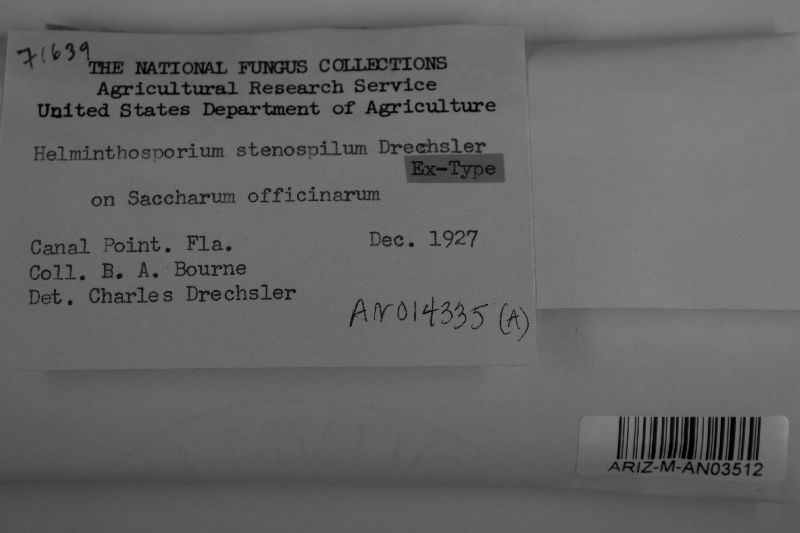 71639
THE NATIONAL FUNGUS COLLECTIONS
Agricultural Research Service
United States Department of Agriculture
Helminthosporium stenospilum Drechsler
Ex-Type
on Saccharum officinarum
Canal Point. Fla. Dec. 1927
Coll. B. A. Bourne
Det. Charles Drechsler
AN014335 (A)
ARIZ-M-AN03512